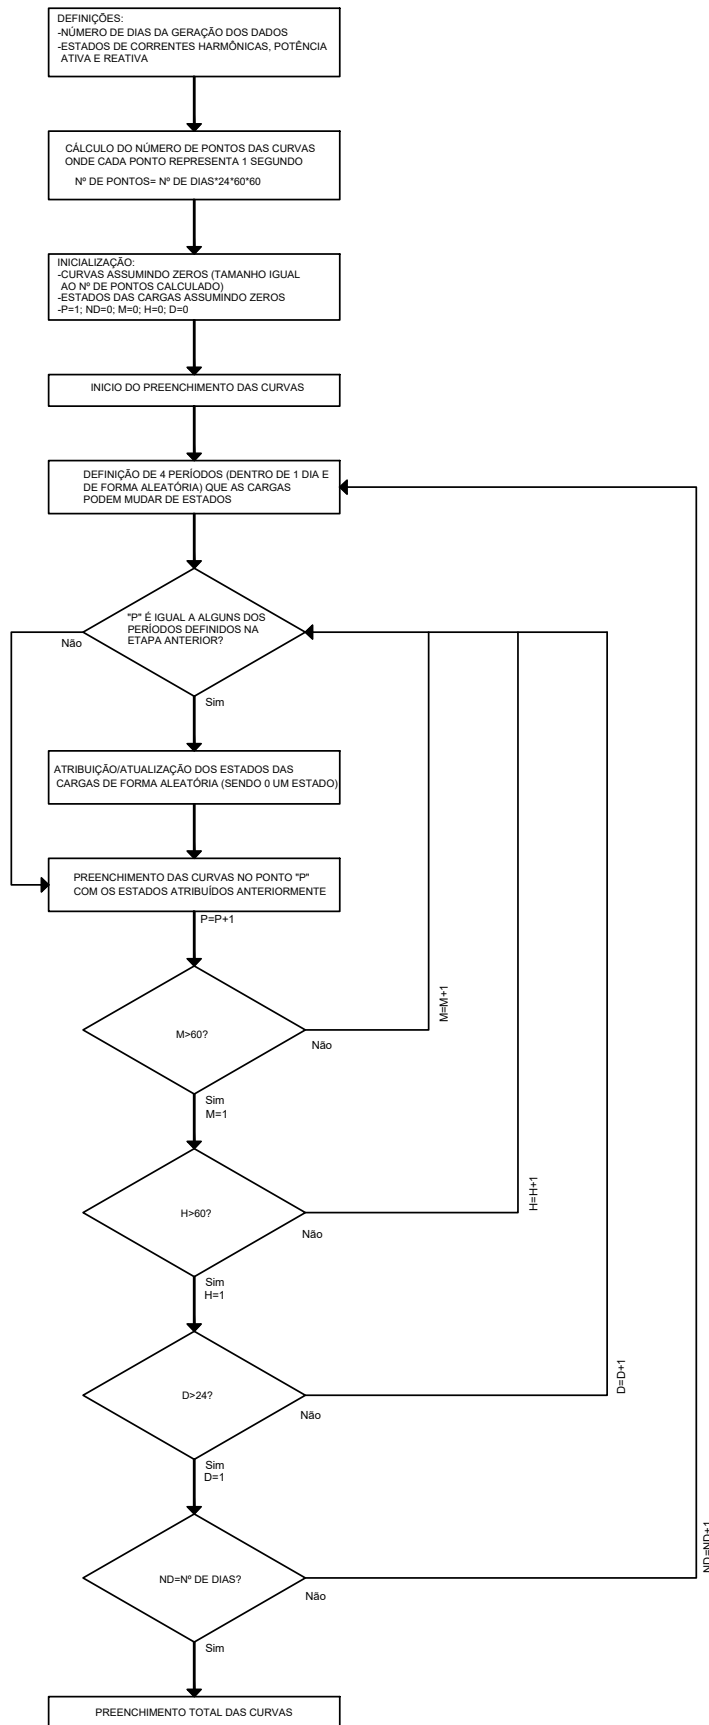 DEFINIÇÕES:
-NÚMERO DE DIAS DA GERAÇÃO DOS DADOS
-ESTADOS DE CORRENTES HARMÔNICAS, POTÊNCIA
ATIVA E REATIVA
CÁLCULO DO NÚMERO DE PONTOS DAS CURVAS
ONDE CADA PONTO REPRESENTA 1 SEGUNDO
Nº DE PONTOS= Nº DE DIAS*24*60*60
INICIALIZAÇÃO:
-CURVAS ASSUMINDO ZEROS (TAMANHO IGUAL
AO Nº DE PONTOS CALCULADO)
-ESTADOS DAS CARGAS ASSUMINDO ZEROS
-P=1; ND=0; M=0; H=0; D=0
INICIO DO PREENCHIMENTO DAS CURVAS
DEFINIÇÃO DE 4 PERÍODOS (DENTRO DE 1 DIA E
DE FORMA ALEATÓRIA) QUE AS CARGAS
PODEM MUDAR DE ESTADOS
"P" É IGUAL A ALGUNS DOS
PERÍODOS DEFINIDOS NA
ETAPA ANTERIOR?
Não
Sim
ATRIBUIÇÃO/ATUALIZAÇÃO DOS ESTADOS DAS
CARGAS DE FORMA ALEATÓRIA (SENDO 0 UM ESTADO)
PREENCHIMENTO DAS CURVAS NO PONTO "P"
COM OS ESTADOS ATRIBUÍDOS ANTERIORMENTE
P=P+1
M>60?
Não
M=M+1
Sim
M=1
H>60?
Não
H=H+1
Sim
H=1
D>24?
Não
D=D+1
Sim
D=1
ND=Nº DE DIAS?
Não
ND=ND+1
Sim
PREENCHIMENTO TOTAL DAS CURVAS